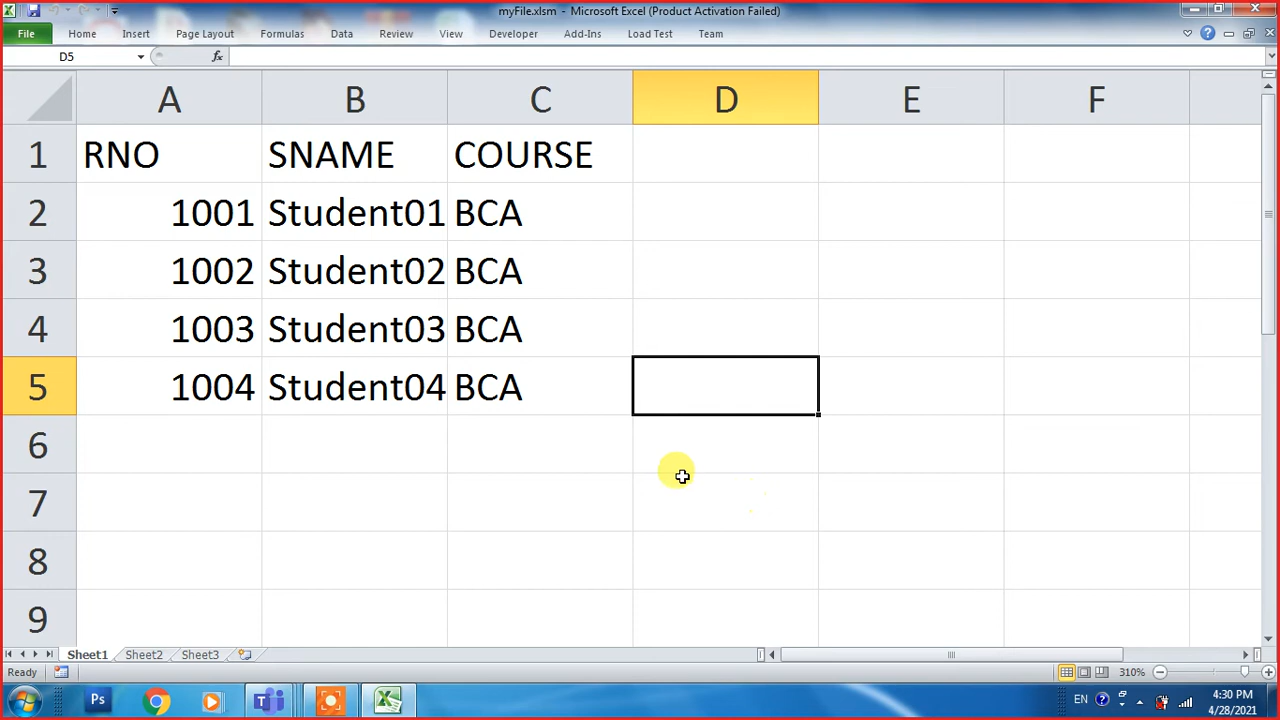 myFile.xlsm - Microsoft Excel (Product Activation Failed)
File Home Insert Page Layout Formulas Data Review View Developer Add-Ins Load Test Team
D5 fx
A B C D E F
1 RNO SNAME COURSE
2 1001 Student01 BCA
3 1002 Student02 BCA
4 1003 Student03 BCA
5 1004 Student04 BCA
6
7
8
9
Sheet1 Sheet2 Sheet3
Ready 310%
Ps EN 4:30 PM
4/28/2021